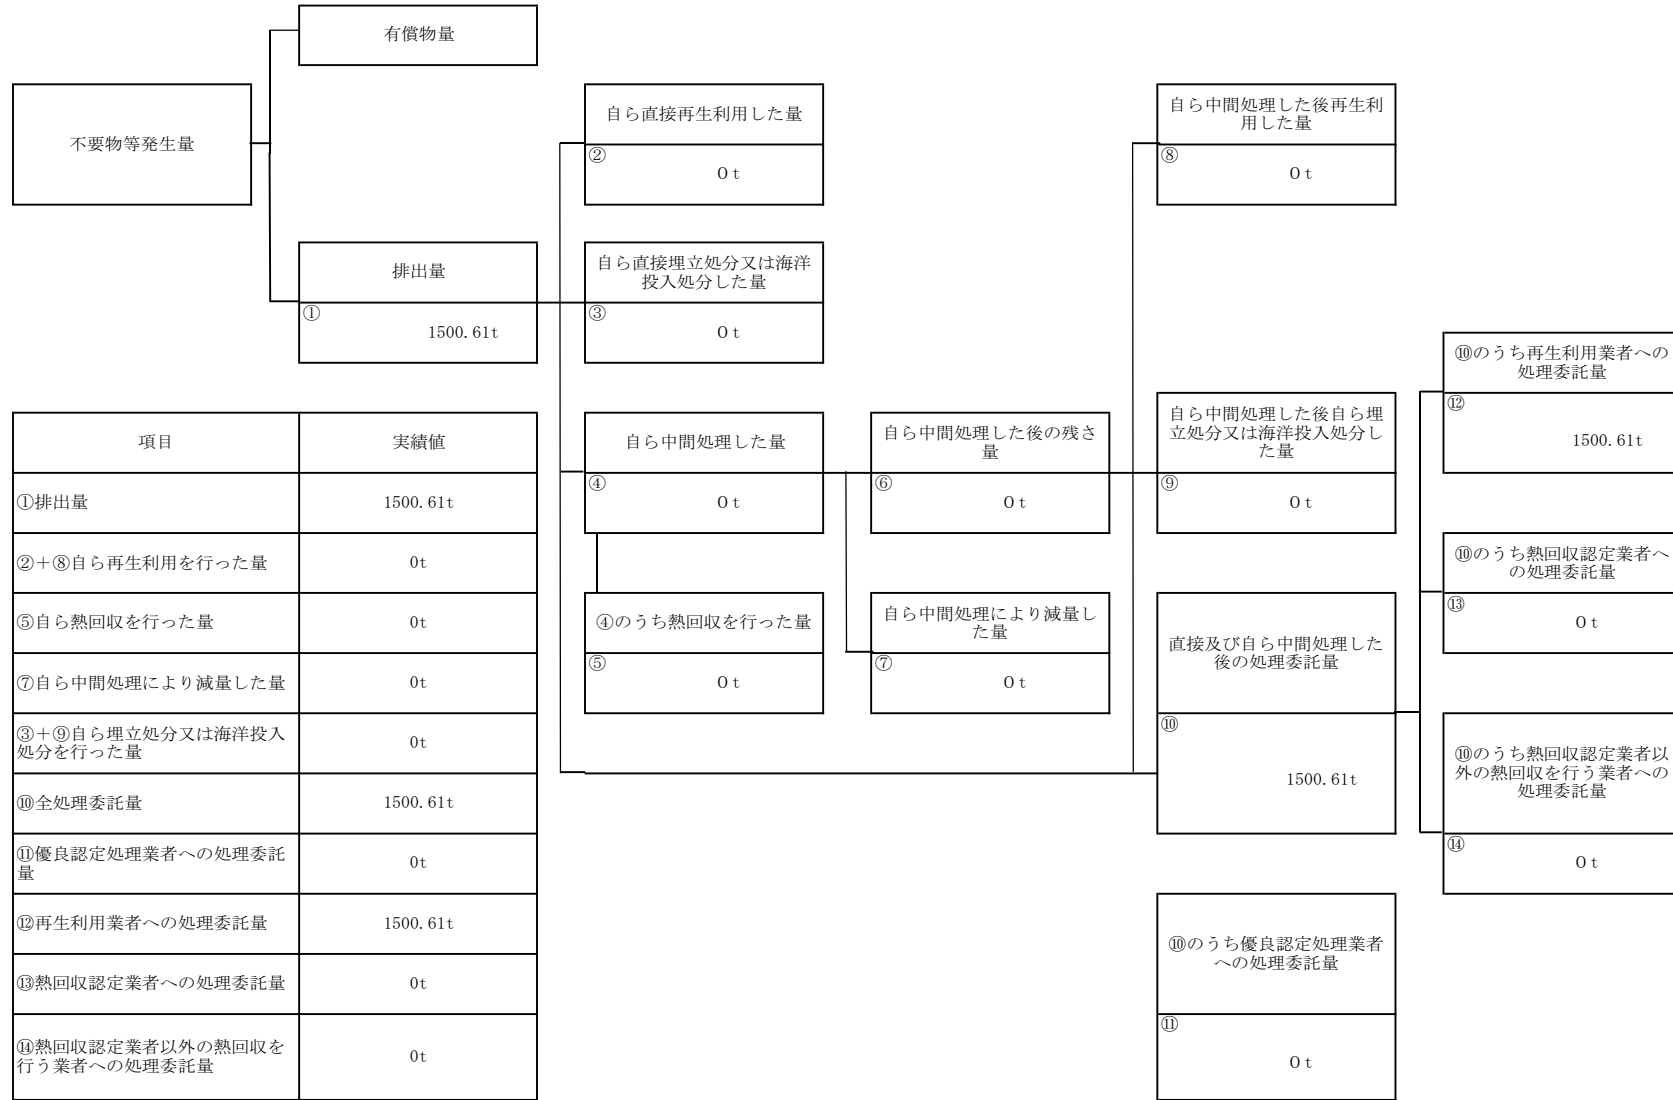 有償物量
不要物等発生量
自ら直接再生利用した量
②
0t
自ら中間処理した後再生利
用した量
⑧
0t
排出量
①
1500.61t
自ら直接埋立処分又は海洋
投入処分した量
③
0t
自ら中間処理した量
④
0t
自ら中間処理した後の残さ
量
⑥
0t
自ら中間処理した後自ら埋
立処分又は海洋投入処分し
た量
⑨
0t
⑩のうち再生利用業者への
処理委託量
⑫
1500.61t
④のうち熱回収を行った量
⑤
0t
自ら中間処理により減量し
た量
⑦
0t
直接及び自ら中間処理した
後の処理委託量
⑩
1500.61t
⑩のうち熱回収認定業者へ
の処理委託量
⑬
0t
⑩のうち熱回収認定業者以
外の熱回収を行う業者への
処理委託量
⑭
0t
⑩のうち優良認定処理業者
への処理委託量
⑪
0t
項目 実績値
①排出量 1500.61t
②＋⑧自ら再生利用を行った量 0t
⑤自ら熱回収を行った量 0t
⑦自ら中間処理により減量した量 0t
③＋⑨自ら埋立処分又は海洋投入
処分を行った量 0t
⑩全処理委託量 1500.61t
⑪優良認定処理業者への処理委託
量 0t
⑫再生利用業者への処理委託量 1500.61t
⑬熱回収認定業者への処理委託量 0t
⑭熱回収認定業者以外の熱回収を
行う業者への処理委託量 0t